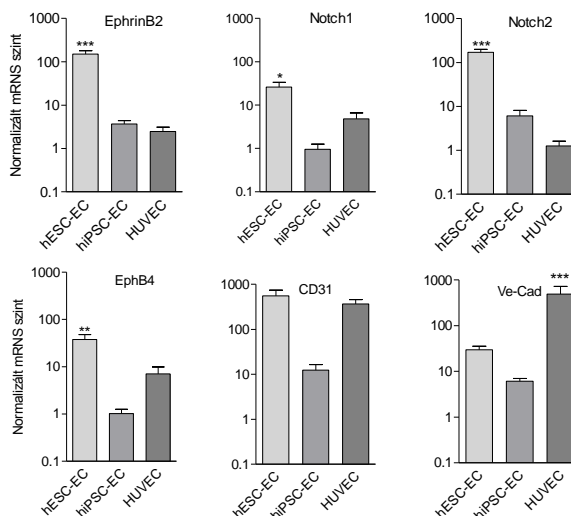 EphrinB2
Normalizált mRNS szint
1000
100
10
1
0.1
***
hESC-EC
hiPSC-EC
HUVEC
Notch1
1000
100
10
1
0.1
*
hESC-EC
hiPSC-EC
HUVEC
Notch2
1000
100
10
1
0.1
***
hESC-EC
hiPSC-EC
HUVEC
EphB4
Normalizált mRNS szint
1000
100
10
1
0.1
**
hESC-EC
hiPSC-EC
HUVEC
CD31
1000
100
10
1
0.1
hESC-EC
hiPSC-EC
HUVEC
Ve-Cad
1000
100
10
1
0.1
***
hESC-EC
hiPSC-EC
HUVEC